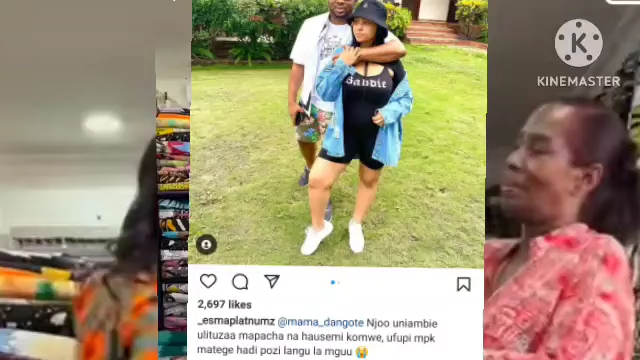 KINEMASTER
Baddie
2,697 likes
_esmaplatnumz @mama_dangote Njoo uniambie
ulituzaa mapacha na hausemi komwe, ufupi mpk
matege hadi pozi langu la mguu 😭